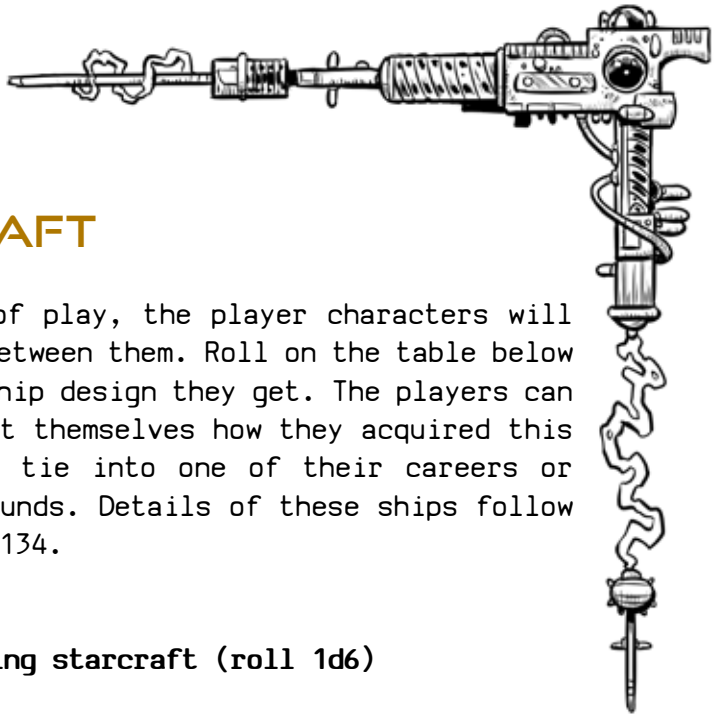 AFT
of play, the player characters will
etween them. Roll on the table below
hip design they get. The players can
t themselves how they acquired this
tie into one of their careers or
unds. Details of these ships follow
134.
ing starcraft (roll 1d6)